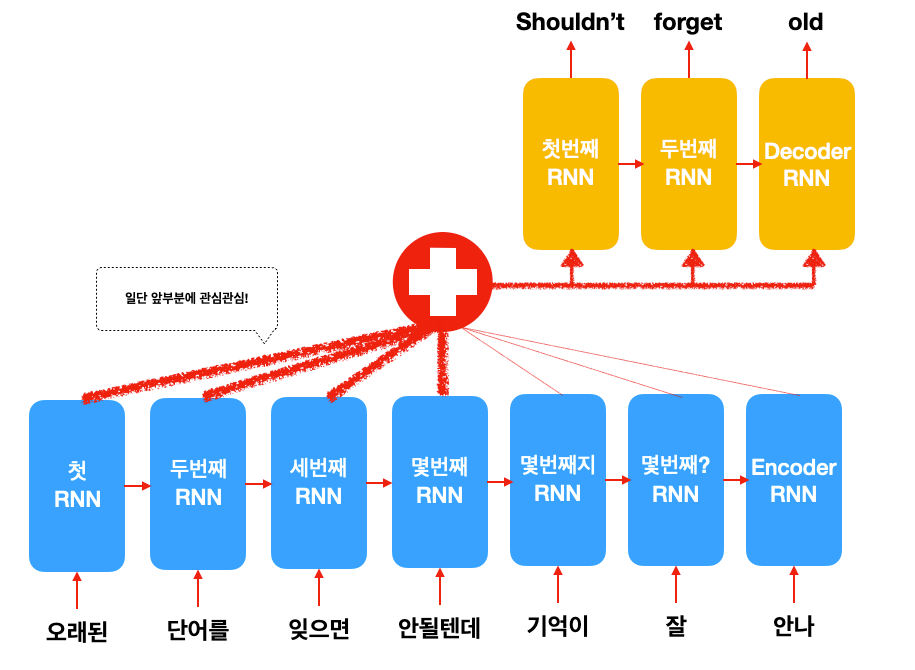 Shouldn't forget old
첫번째
RNN
두번째
RNN
Decoder
RNN
일단 앞부분에 관심관심!
첫
RNN
두번째
RNN
세번째
RNN
몇번째
RNN
몇번째지
RNN
몇번째?
RNN
Encoder
RNN
오래된 단어를 잊으면 안될텐데 기억이 잘 안나